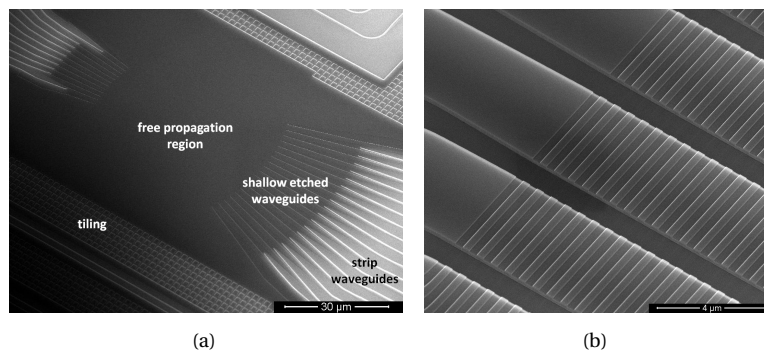 free propagation
region
shallow etched
waveguides
tiling
strip
waveguides
30 µm
4 µm
(a)
(b)